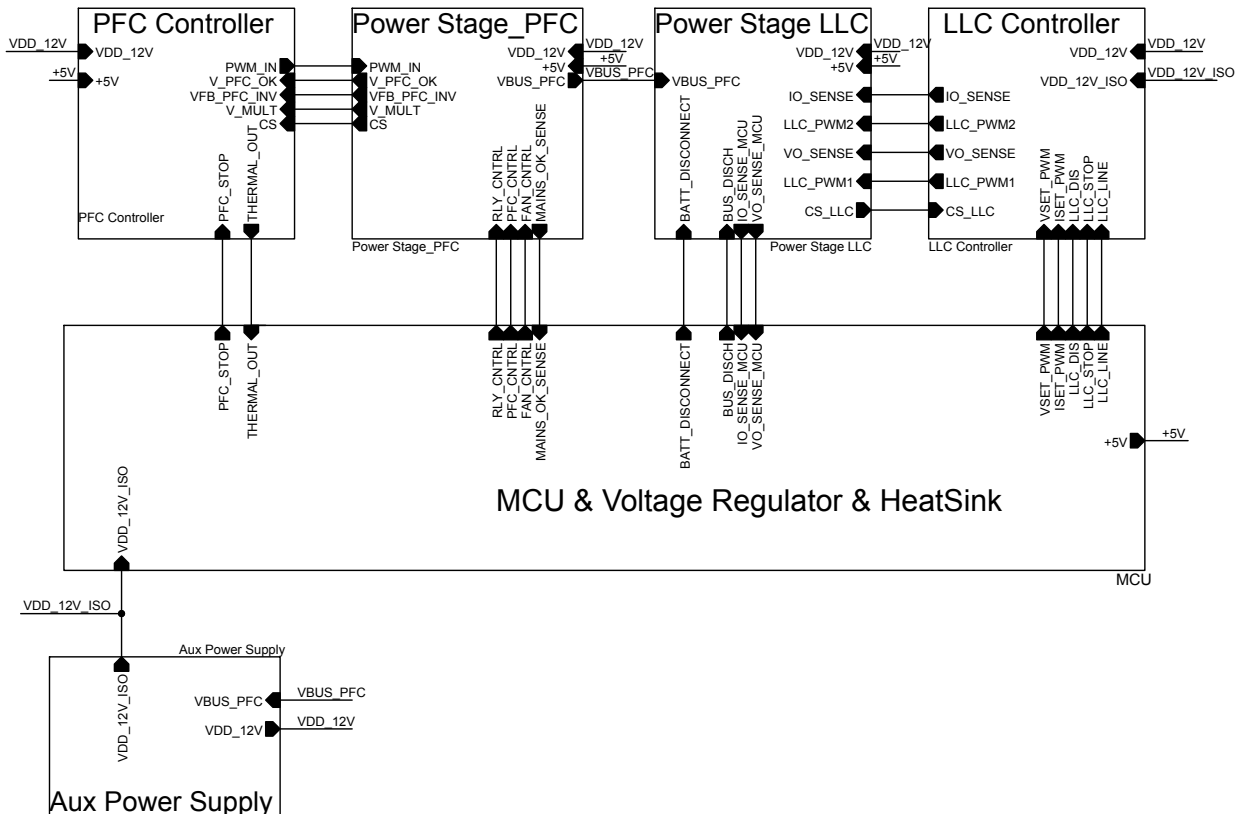 PFC Controller
VDD_12V
VDD_12V
+5V
+5V
PWM_IN
V_PFC_OK
VFB_PFC_INV
V_MULT
CS
PFC_STOP
THERMAL_OUT
PFC Controller
Power Stage_PFC
PWM_IN
V_PFC_OK
VFB_PFC_INV
V_MULT
CS
VDD_12V
VDD_12V
+5V
+5V
VBUS_PFC
VBUS_PFC
RLY_CNTRL
PFC_CNTRL
FAN_CNTRL
MAINS_OK_SENSE
Power Stage_PFC
Power Stage LLC
VBUS_PFC
VDD_12V
VDD_12V
+5V
+5V
IO_SENSE
LLC_PWM2
VO_SENSE
LLC_PWM1
CS_LLC
BATT_DISCONNECT
BUS_DISCH
IO_SENSE_MCU
VO_SENSE_MCU
Power Stage LLC
LLC Controller
VDD_12V
VDD_12V
VDD_12V_ISO
VDD_12V_ISO
IO_SENSE
LLC_PWM2
VO_SENSE
LLC_PWM1
CS_LLC
VSET_PWM
ISET_PWM
LLC_DIS
LLC_STOP
LLC_LINE
LLC Controller
PFC_STOP
THERMAL_OUT
RLY_CNTRL
PFC_CNTRL
FAN_CNTRL
MAINS_OK_SENSE
BATT_DISCONNECT
BUS_DISCH
IO_SENSE_MCU
VO_SENSE_MCU
VSET_PWM
ISET_PWM
LLC_DIS
LLC_STOP
LLC_LINE
+5V
+5V
MCU & Voltage Regulator & HeatSink
VDD_12V_ISO
MCU
VDD_12V_ISO
Aux Power Supply
VDD_12V_ISO
VBUS_PFC
VBUS_PFC
VDD_12V
VDD_12V
Aux Power Supply